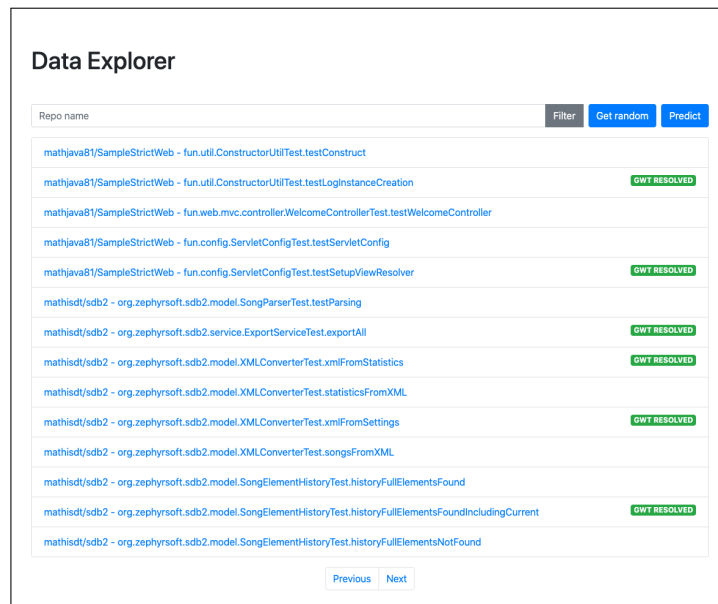 Data Explorer
Repo name Filter Get random Predict
mathjava81/SampleStrictWeb - fun.util.ConstructorUtilTest.testConstruct
mathjava81/SampleStrictWeb - fun.util.ConstructorUtilTest.testLogInstanceCreation GWT RESOLVED
mathjava81/SampleStrictWeb - fun.web.mvc.controller.WelcomeControllerTest.testWelcomeController
mathjava81/SampleStrictWeb - fun.config.ServletConfigTest.testServletConfig
mathjava81/SampleStrictWeb - fun.config.ServletConfigTest.testSetupViewResolver GWT RESOLVED
mathisdt/sdb2 - org.zephyrsoft.sdb2.model.SongParserTest.testParsing
mathisdt/sdb2 - org.zephyrsoft.sdb2.service.ExportServiceTest.exportAll GWT RESOLVED
mathisdt/sdb2 - org.zephyrsoft.sdb2.model.XMLConverterTest.xmlFromStatistics GWT RESOLVED
mathisdt/sdb2 - org.zephyrsoft.sdb2.model.XMLConverterTest.statisticsFromXML
mathisdt/sdb2 - org.zephyrsoft.sdb2.model.XMLConverterTest.xmlFromSettings GWT RESOLVED
mathisdt/sdb2 - org.zephyrsoft.sdb2.model.XMLConverterTest.songsFromXML
mathisdt/sdb2 - org.zephyrsoft.sdb2.model.SongElementHistoryTest.historyFullElementsFound
mathisdt/sdb2 - org.zephyrsoft.sdb2.model.SongElementHistoryTest.historyFullElementsFoundIncludingCurrent GWT RESOLVED
mathisdt/sdb2 - org.zephyrsoft.sdb2.model.SongElementHistoryTest.historyFullElementsNotFound
Previous Next